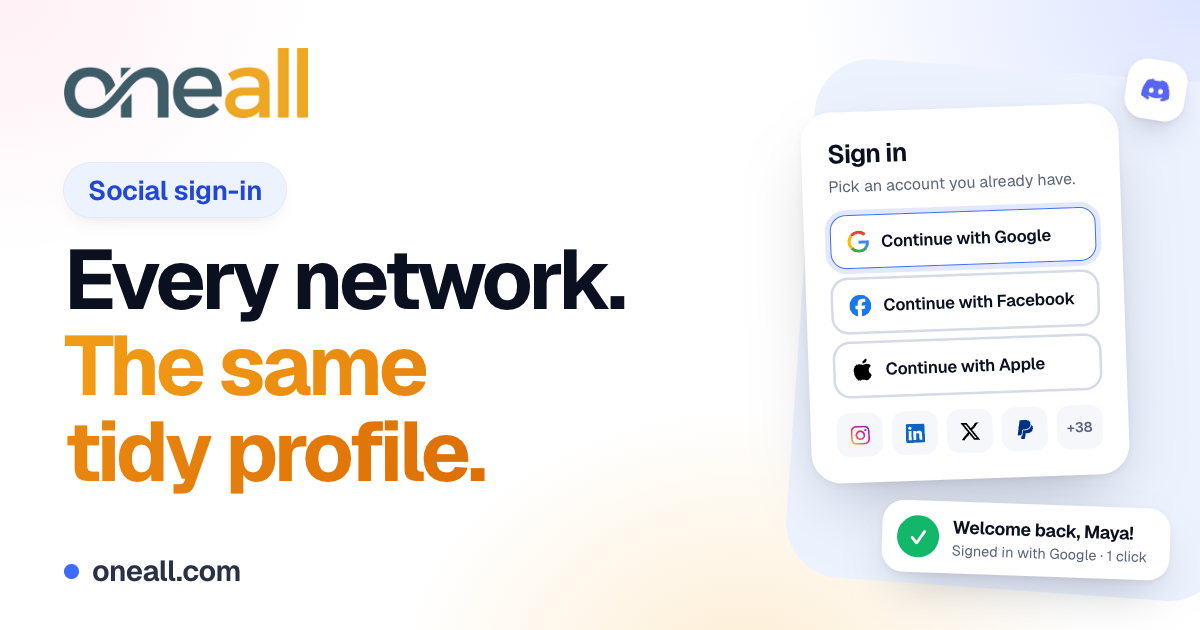 oneall
Social sign-in
Every network.
The same
tidy profile.
oneall.com
Sign in
Pick an account you already have.
Continue with Google
Continue with Facebook
Continue with Apple
+38
Welcome back, Maya!
Signed in with Google · 1 click